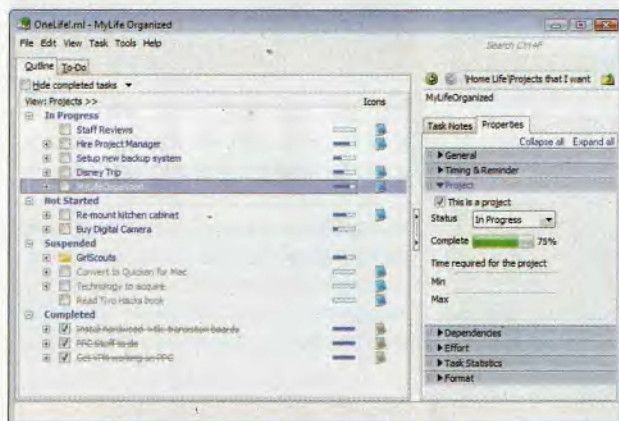 OneLife!.ml - MyLife Organized
File Edit View Task Tools Help
Search Ctrl+F
Outline To-Do
Hide completed tasks
View: Projects >> Icons
In Progress
Staff Reviews
Hire Project Manager
Setup new backup system
Disney Trip
MyLifeOrganized
Not Started
Re-mount kitchen cabinet
Buy Digital Camera
Suspended
GirlScouts
Convert to Quicken for Mac
Technology to acquire
Read Tivo Hacks book
Completed
Install hardwood - tile transition boards
PPC Stuff to do
Get VPN working on PPC
\Home Life\Projects that I want
MyLifeOrganized
Task Notes Properties
Collapse all Expand all
General
Timing & Reminder
Project
This is a project
Status In Progress
Complete 75%
Time required for the project
Min
Max
Dependencies
Effort
Task Statistics
Format